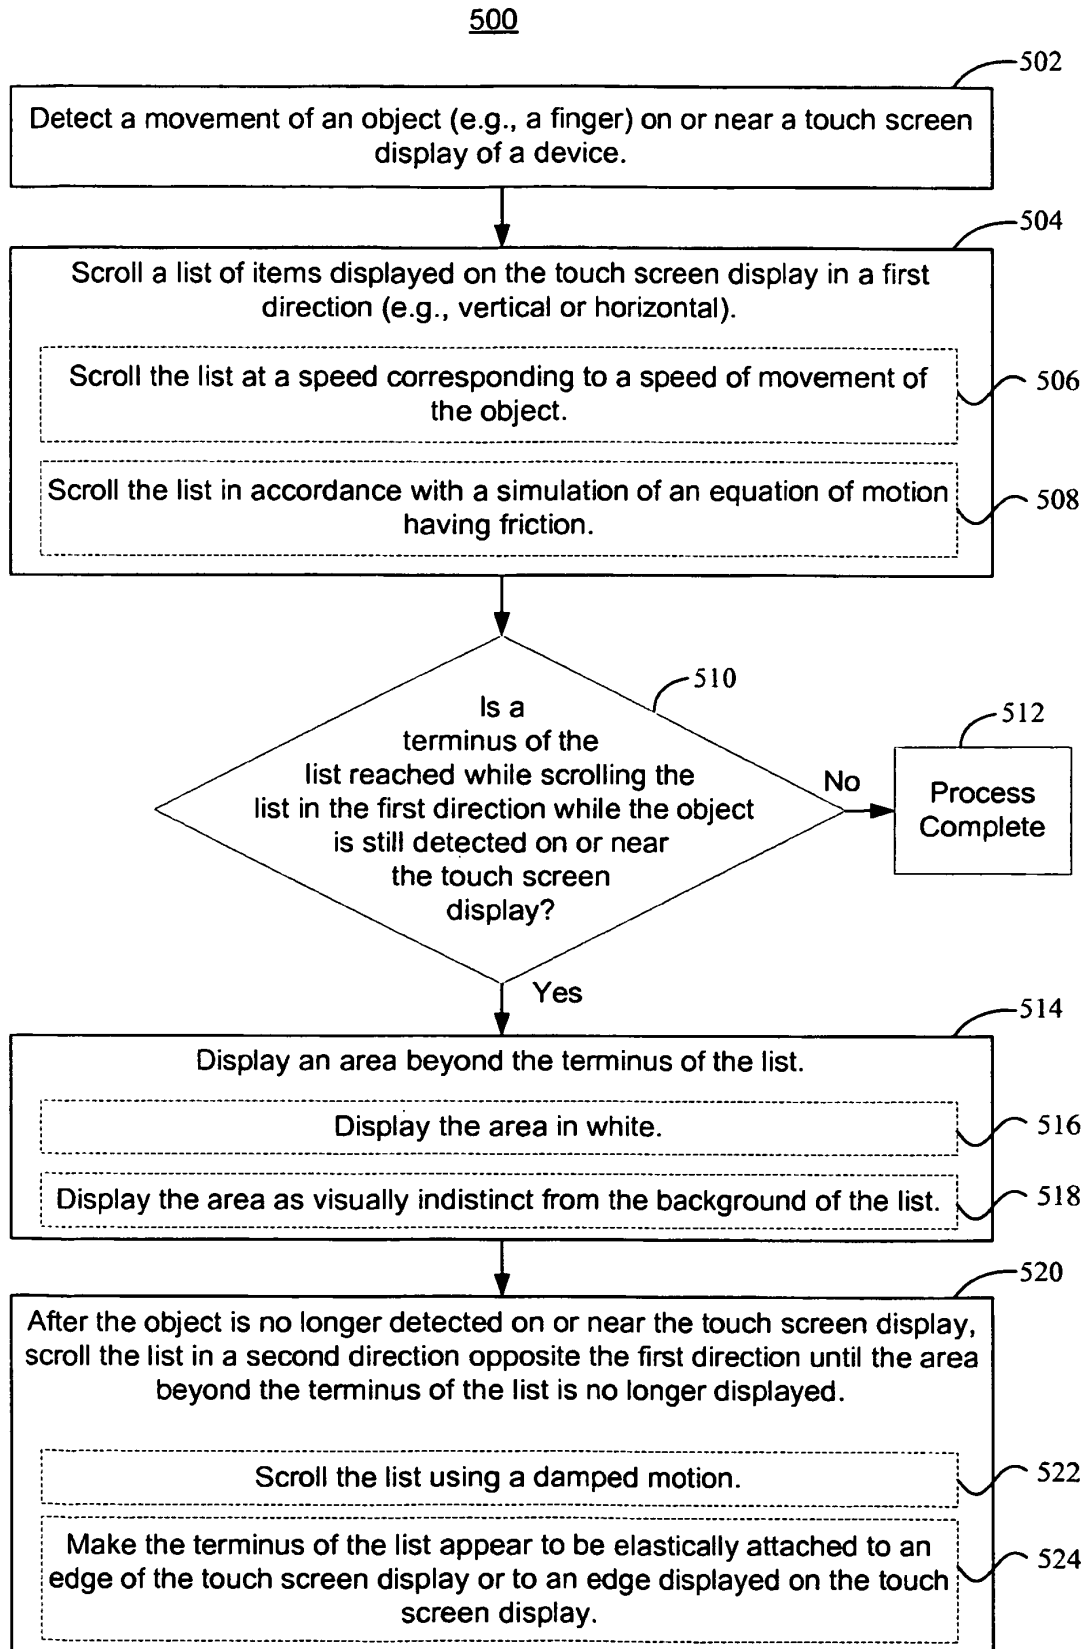 500
502
Detect a movement of an object (e.g., a finger) on or near a touch screen
display of a device.
504
Scroll a list of items displayed on the touch screen display in a first
direction (e.g., vertical or horizontal).
Scroll the list at a speed corresponding to a speed of movement of
the object.
506
Scroll the list in accordance with a simulation of an equation of motion
having friction.
508
510
Is a
terminus of the
list reached while scrolling the
list in the first direction while the object
is still detected on or near
the touch screen
display?
No
512
Process
Complete
Yes
514
Display an area beyond the terminus of the list.
Display the area in white.
516
Display the area as visually indistinct from the background of the list.
518
520
After the object is no longer detected on or near the touch screen display,
scroll the list in a second direction opposite the first direction until the area
beyond the terminus of the list is no longer displayed.
Scroll the list using a damped motion.
522
Make the terminus of the list appear to be elastically attached to an
edge of the touch screen display or to an edge displayed on the touch
screen display.
524